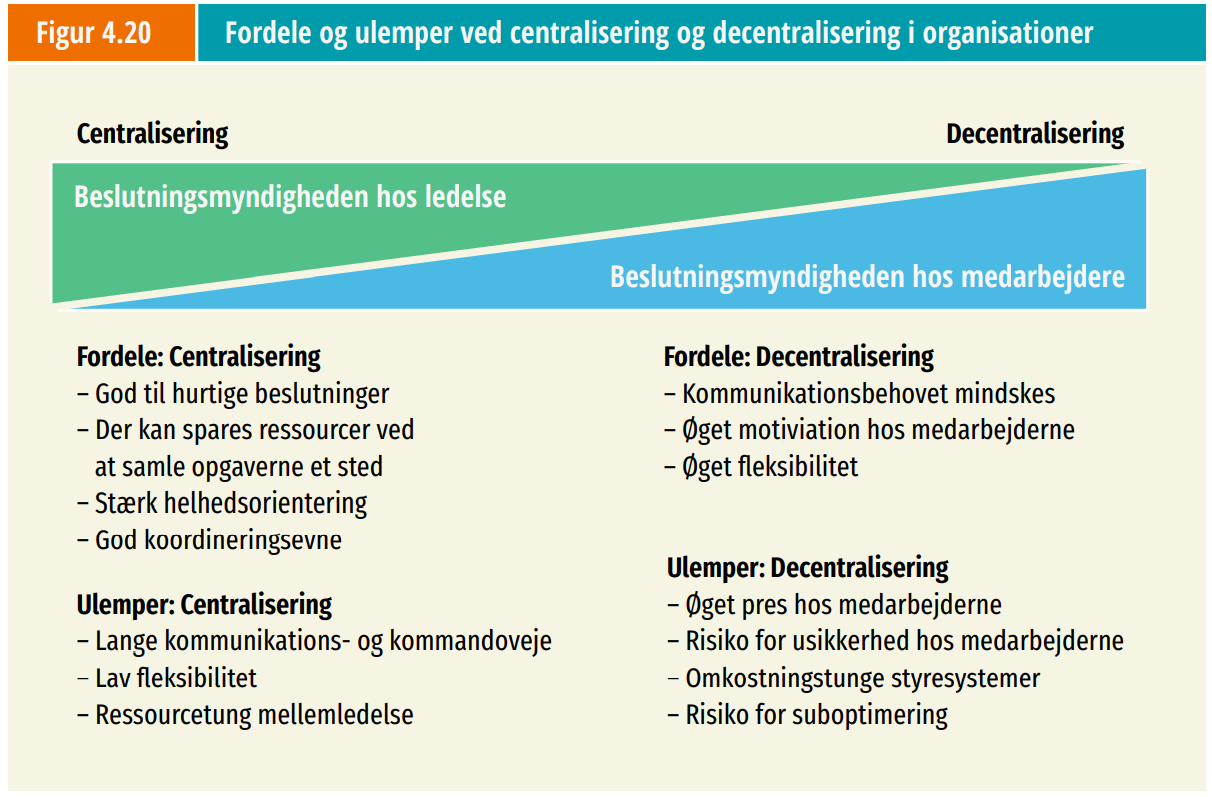 Figur 4.20
Fordele og ulemper ved centralisering og decentralisering i organisationer
Centralisering
Decentralisering
Beslutningsmyndigheden hos ledelse
Beslutningsmyndigheden hos medarbejdere
Fordele: Centralisering
– God til hurtige beslutninger
– Der kan spares ressourcer ved
at samle opgaverne et sted
– Stærk helhedsorientering
– God koordineringsevne
Ulemper: Centralisering
– Lange kommunikations- og kommandoveje
– Lav fleksibilitet
– Ressourcetung mellemledelse
Fordele: Decentralisering
– Kommunikationsbehovet mindskes
– Øget motiviation hos medarbejderne
– Øget fleksibilitet
Ulemper: Decentralisering
– Øget pres hos medarbejderne
– Risiko for usikkerhed hos medarbejderne
– Omkostningstunge styresystemer
– Risiko for suboptimering